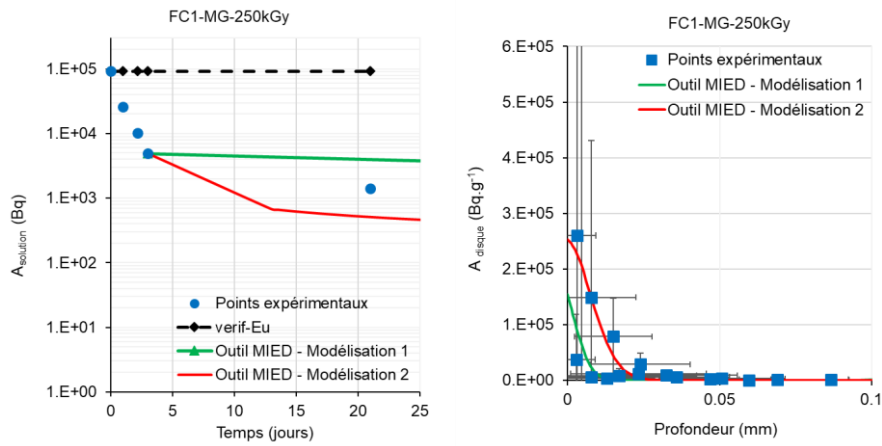 FC1-MG-250kGy
1.E+05
1.E+04
1.E+03
1.E+02
1.E+01
1.E+00
A solution (Bq)
0 5 10 15 20 25
Temps (jours)
Points expérimentaux
verif-Eu
Outil MIED - Modélisation 1
Outil MIED - Modélisation 2
FC1-MG-250kGy
6.E+05
5.E+05
4.E+05
3.E+05
2.E+05
1.E+05
0.E+00
A disque (Bq.g⁻¹)
0 0.05 0.1
Profondeur (mm)
Points expérimentaux
Outil MIED - Modélisation 1
Outil MIED - Modélisation 2